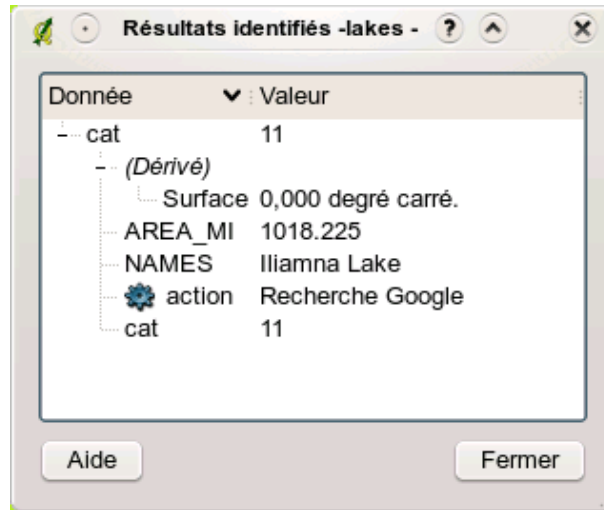 Résultats identifiés -lakes - ?
Donnée Valeur
cat 11
(Dérivé)
Surface 0,000 degré carré.
AREA_MI 1018.225
NAMES Iliamna Lake
action Recherche Google
cat 11
Aide Fermer